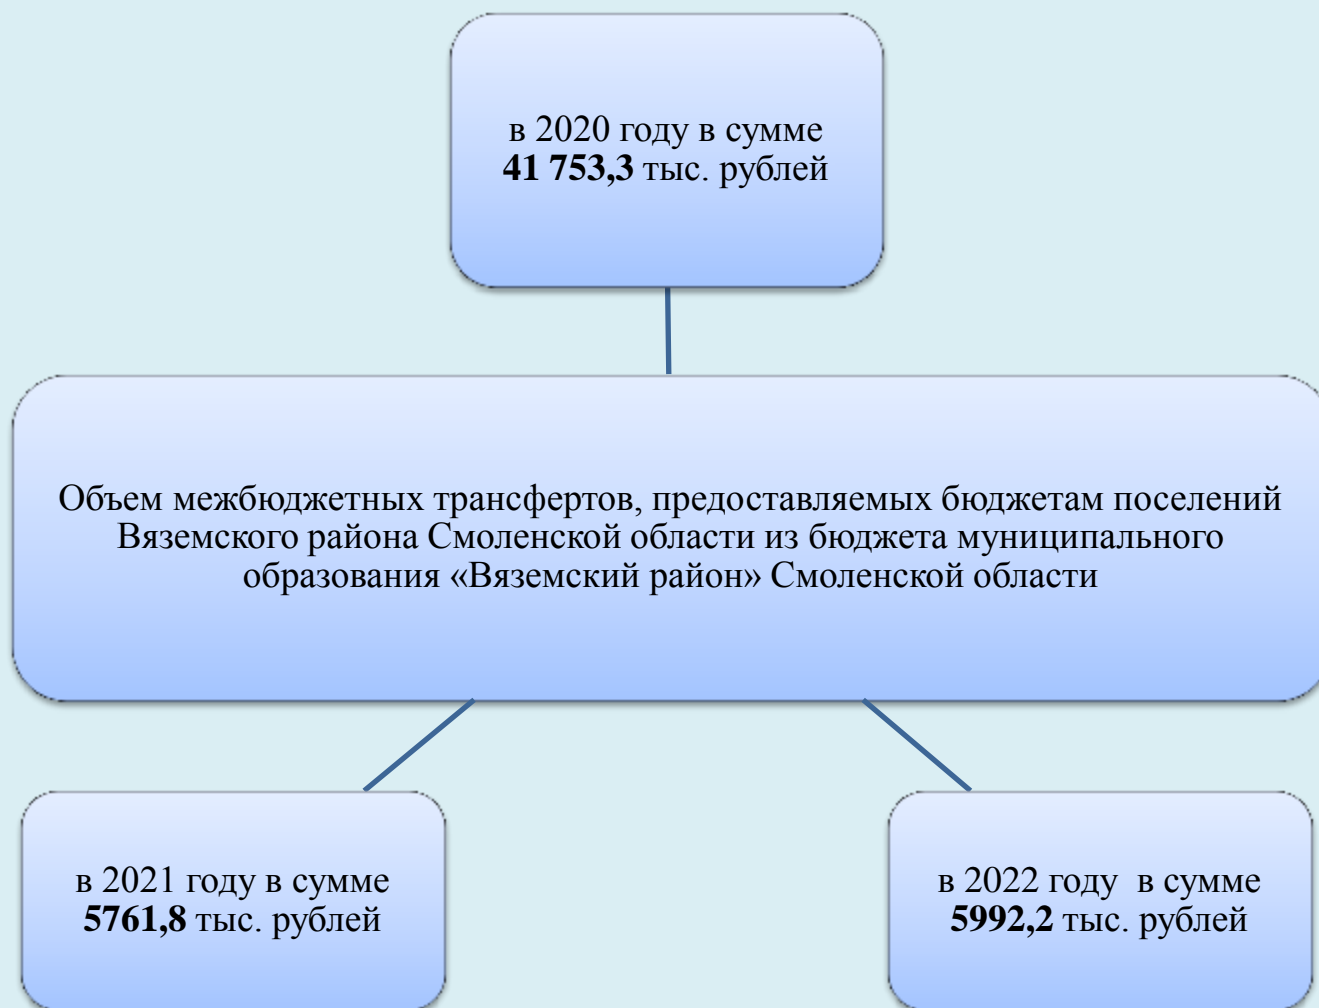 в 2020 году в сумме
41 753,3 тыс. рублей
Объем межбюджетных трансфертов, предоставляемых бюджетам поселений
Вяземского района Смоленской области из бюджета муниципального
образования «Вяземский район» Смоленской области
в 2021 году в сумме
5761,8 тыс. рублей
в 2022 году  в сумме
5992,2 тыс. рублей